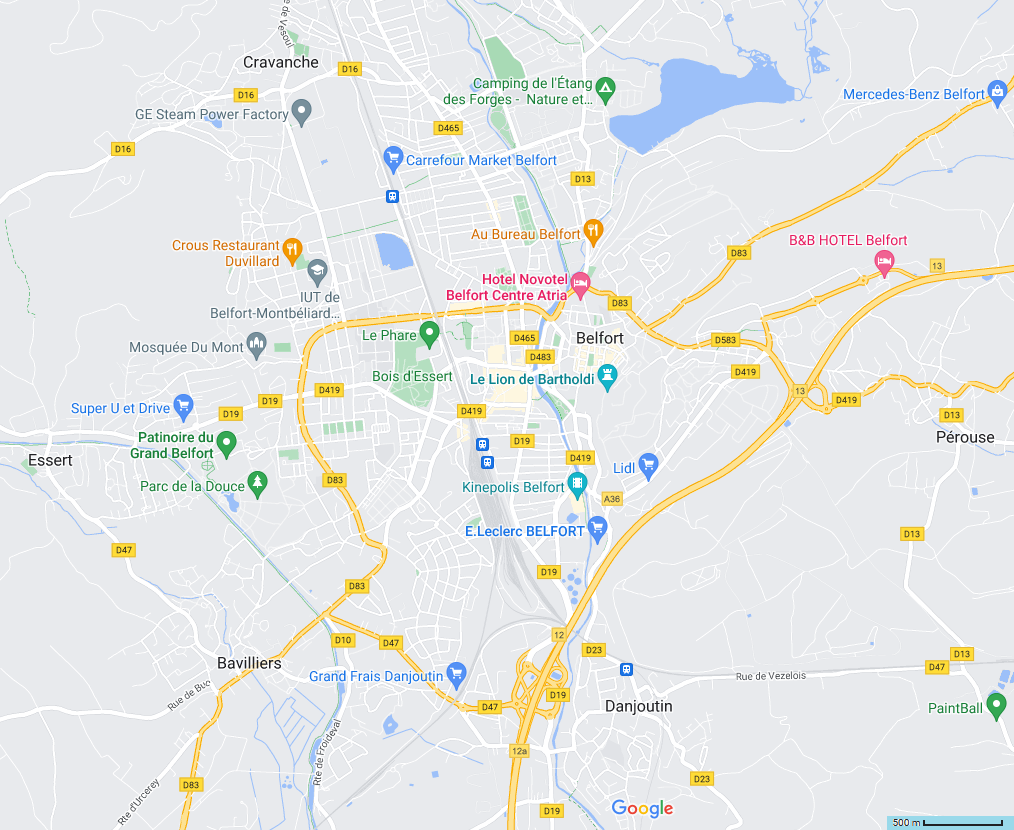 Rte de Vesoul
Cravanche
D16
D16
Camping de l'Étang
des Forges - Nature et...
Mercedes-Benz Belfort
GE Steam Power Factory
D465
D16
Carrefour Market Belfort
D13
Au Bureau Belfort
B&B HOTEL Belfort
Crous Restaurant
Duvillard
D83
13
Hotel Novotel
Belfort Centre Atria
IUT de
Belfort-Montbéliard...
D83
Le Phare
D465
Belfort
D583
Mosquée Du Mont
D483
Bois d'Essert
Le Lion de Bartholdi
D419
D419
13
D419
D19
Super U et Drive
D19
D419
D13
Patinoire du
Grand Belfort
D19
Pérouse
Essert
D419
Lidl
Parc de la Douce
D83
Kinepolis Belfort
A36
E.Leclerc BELFORT
D13
D47
D19
D83
12
D10
D47
D23
D13
Bavilliers
D47
Grand Frais Danjoutin
Rue de Vezelois
Rue de Buc
D19
D47
Danjoutin
PaintBall
Rte de Froideval
12a
D23
D83
Rte d'Urcerey
D19
Google
500 m